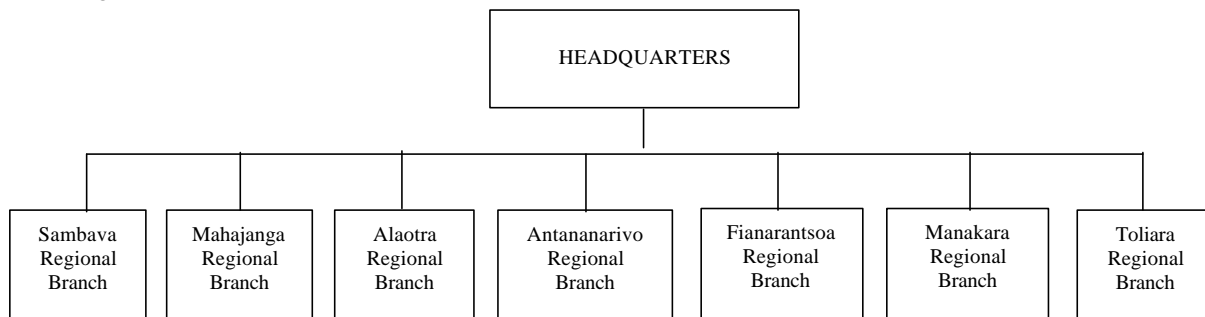 HEADQUARTERS
Sambava
Regional
Branch
Mahajanga
Regional
Branch
Alaotra
Regional
Branch
Antananarivo
Regional
Branch
Fianarantsoa
Regional
Branch
Manakara
Regional
Branch
Toliara
Regional
Branch